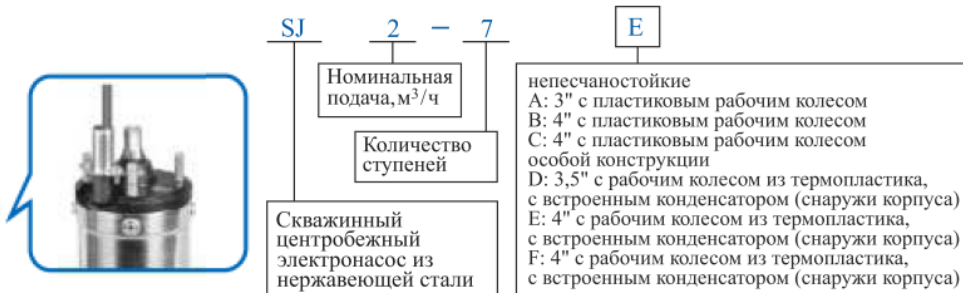 SJ 2 – 7 E
Номинальная
подача, м³/ч
Количество
ступеней
Скважинный
центробежный
электронасос из
нержавеющей стали
непесчаностойкие
A: 3" с пластиковым рабочим колесом
B: 4" с пластиковым рабочим колесом
C: 4" с пластиковым рабочим колесом
особой конструкции
D: 3,5" с рабочим колесом из термопластика,
с встроенным конденсатором (снаружи корпуса)
E: 4" с рабочим колесом из термопластика,
с встроенным конденсатором (снаружи корпуса)
F: 4" с рабочим колесом из термопластика,
с встроенным конденсатором (снаружи корпуса)